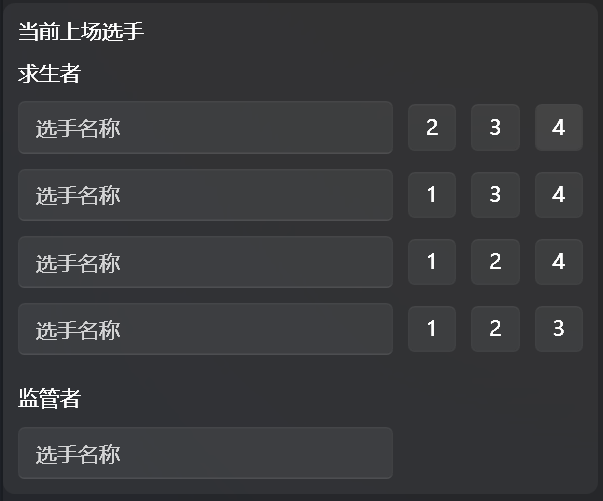 当前上场选手
求生者
选手名称 2 3 4
选手名称 1 3 4
选手名称 1 2 4
选手名称 1 2 3
监管者
选手名称